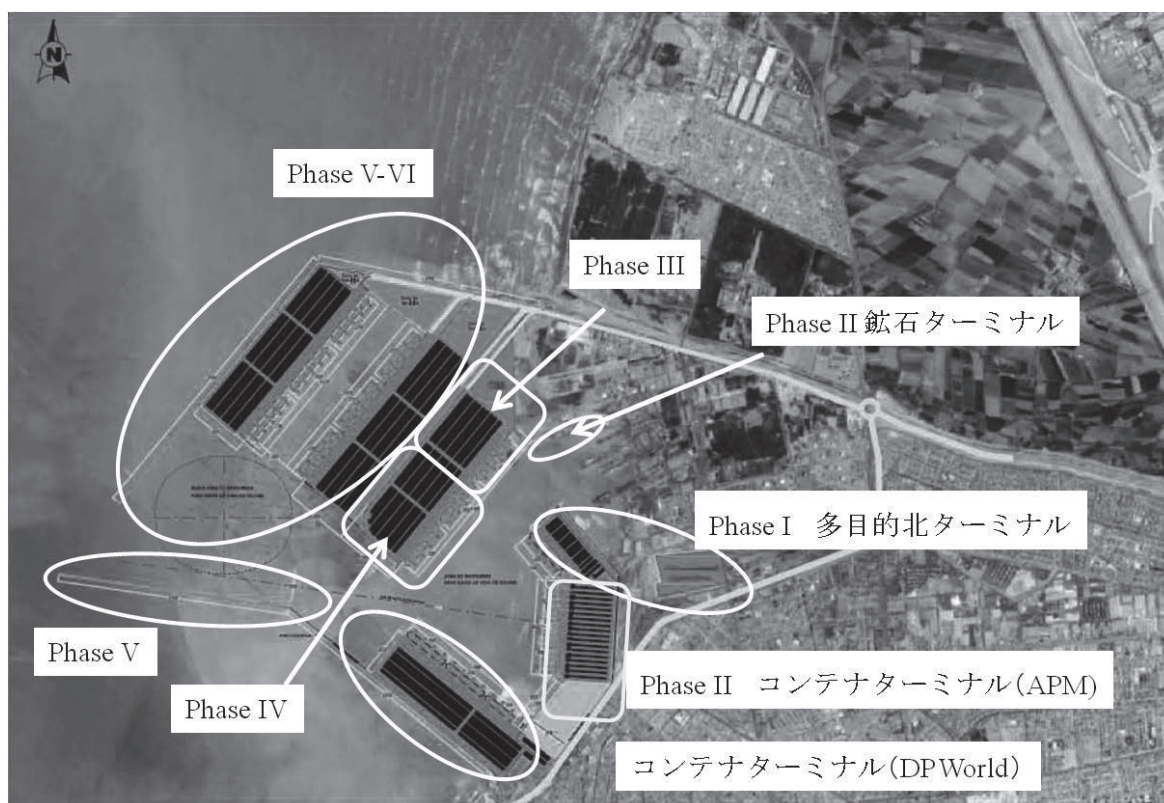 N
Phase V-VI
Phase III
Phase II 鉱石ターミナル
Phase I　多目的北ターミナル
Phase V
Phase IV
Phase II　コンテナターミナル(APM)
コンテナターミナル(DPWorld)